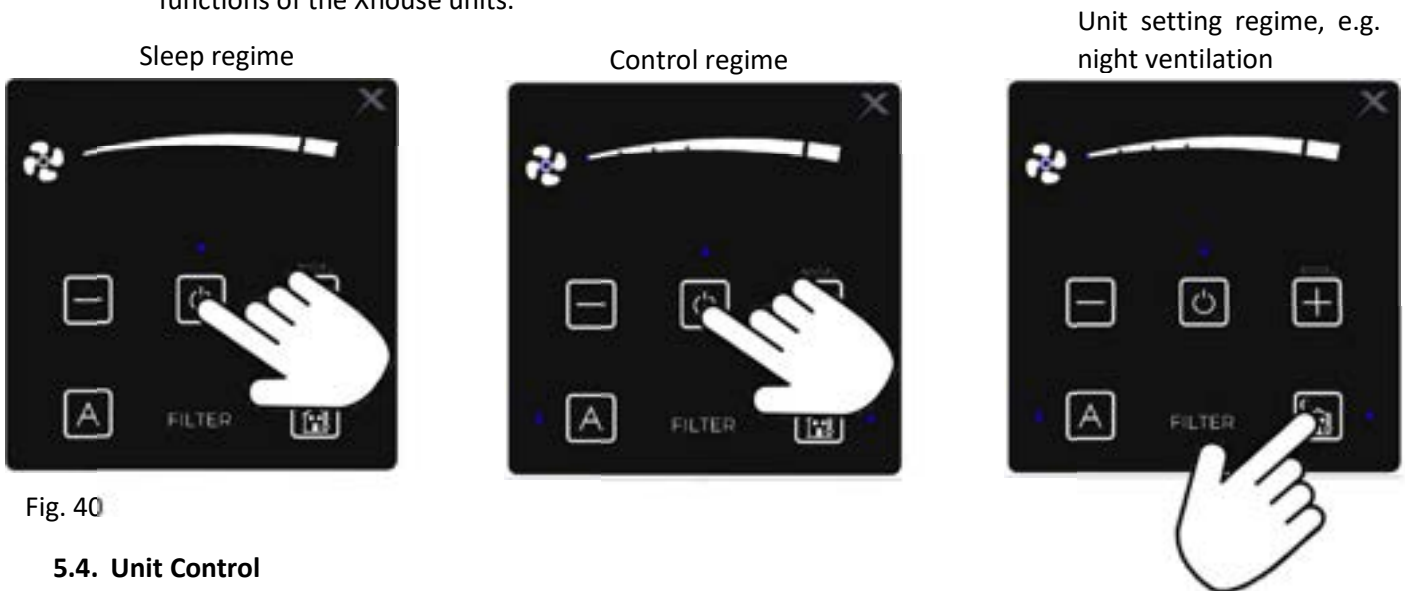 functions of the Xhouse units.
Sleep regime
Control regime
Unit setting regime, e.g.
night ventilation
A
FILTER
A
FILTER
A
FILTER
Fig. 40
5.4. Unit Control